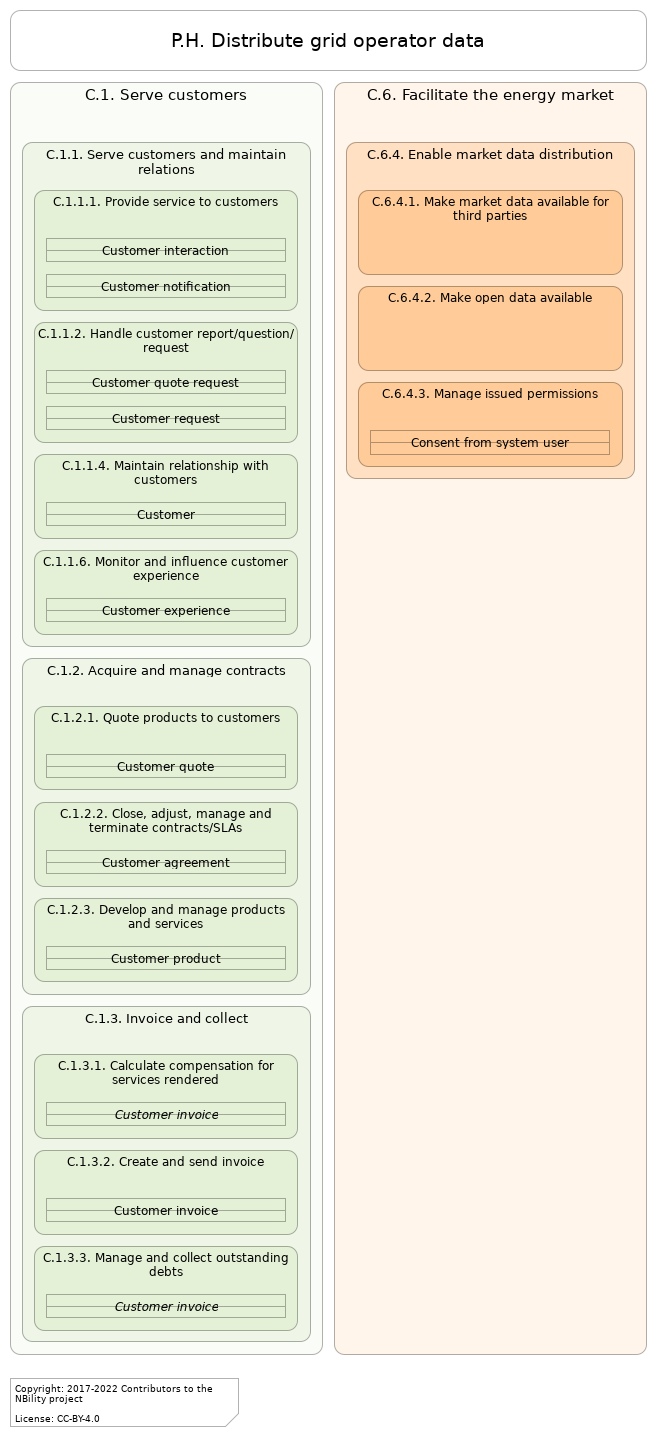 P.H. Distribute grid operator data
C.1. Serve customers
C.1.1. Serve customers and maintain
relations
C.1.1.1. Provide service to customers
Customer interaction
Customer notification
C.1.1.2. Handle customer report/question/
request
Customer quote request
Customer request
C.1.1.4. Maintain relationship with
customers
Customer
C.1.1.6. Monitor and influence customer
experience
Customer experience
C.1.2. Acquire and manage contracts
C.1.2.1. Quote products to customers
Customer quote
C.1.2.2. Close, adjust, manage and
terminate contracts/SLAs
Customer agreement
C.1.2.3. Develop and manage products
and services
Customer product
C.1.3. Invoice and collect
C.1.3.1. Calculate compensation for
services rendered
Customer invoice
C.1.3.2. Create and send invoice
Customer invoice
C.1.3.3. Manage and collect outstanding
debts
Customer invoice
C.6. Facilitate the energy market
C.6.4. Enable market data distribution
C.6.4.1. Make market data available for
third parties
C.6.4.2. Make open data available
C.6.4.3. Manage issued permissions
Consent from system user
Copyright: 2017-2022 Contributors to the
NBility project
License: CC-BY-4.0